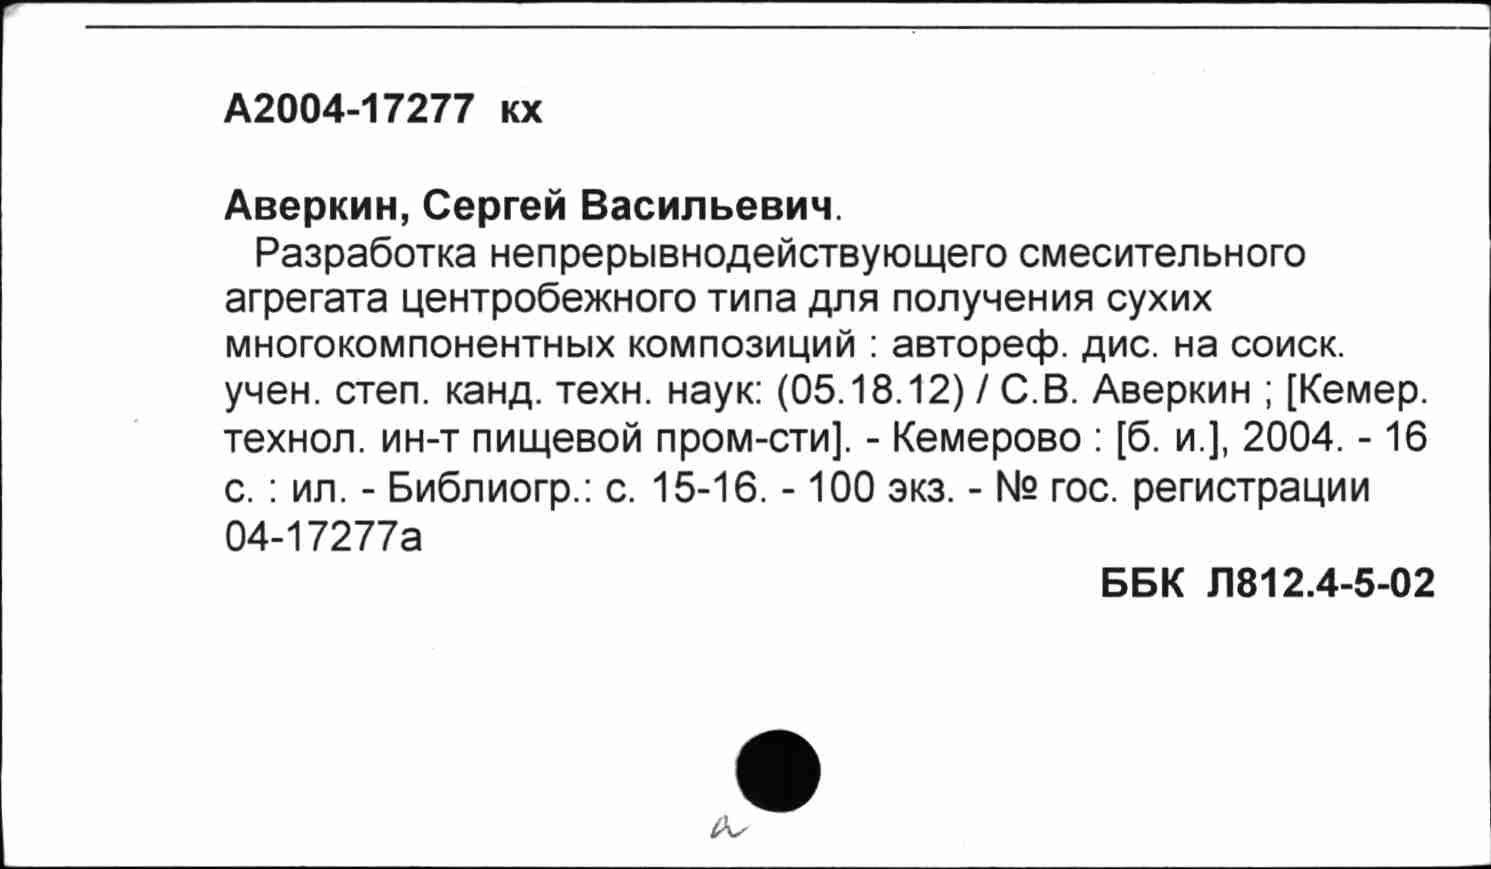 А2004-17277 кх
Аверкин, Сергей Васильевич.
Разработка непрерывнодействующего смесительного
агрегата центробежного типа для получения сухих
многокомпонентных композиций : автореф. дис. на соиск.
учен. степ. канд. техн. наук: (05.18.12) / С.В. Аверкин ; [Кемер.
технол. ин-т пищевой пром-сти]. - Кемерово : [б. и.], 2004. - 16
с. : ил. - Библиогр.: с. 15-16. - 100 экз. - № гос. регистрации
04-17277а
ББК Л812.4-5-02
а